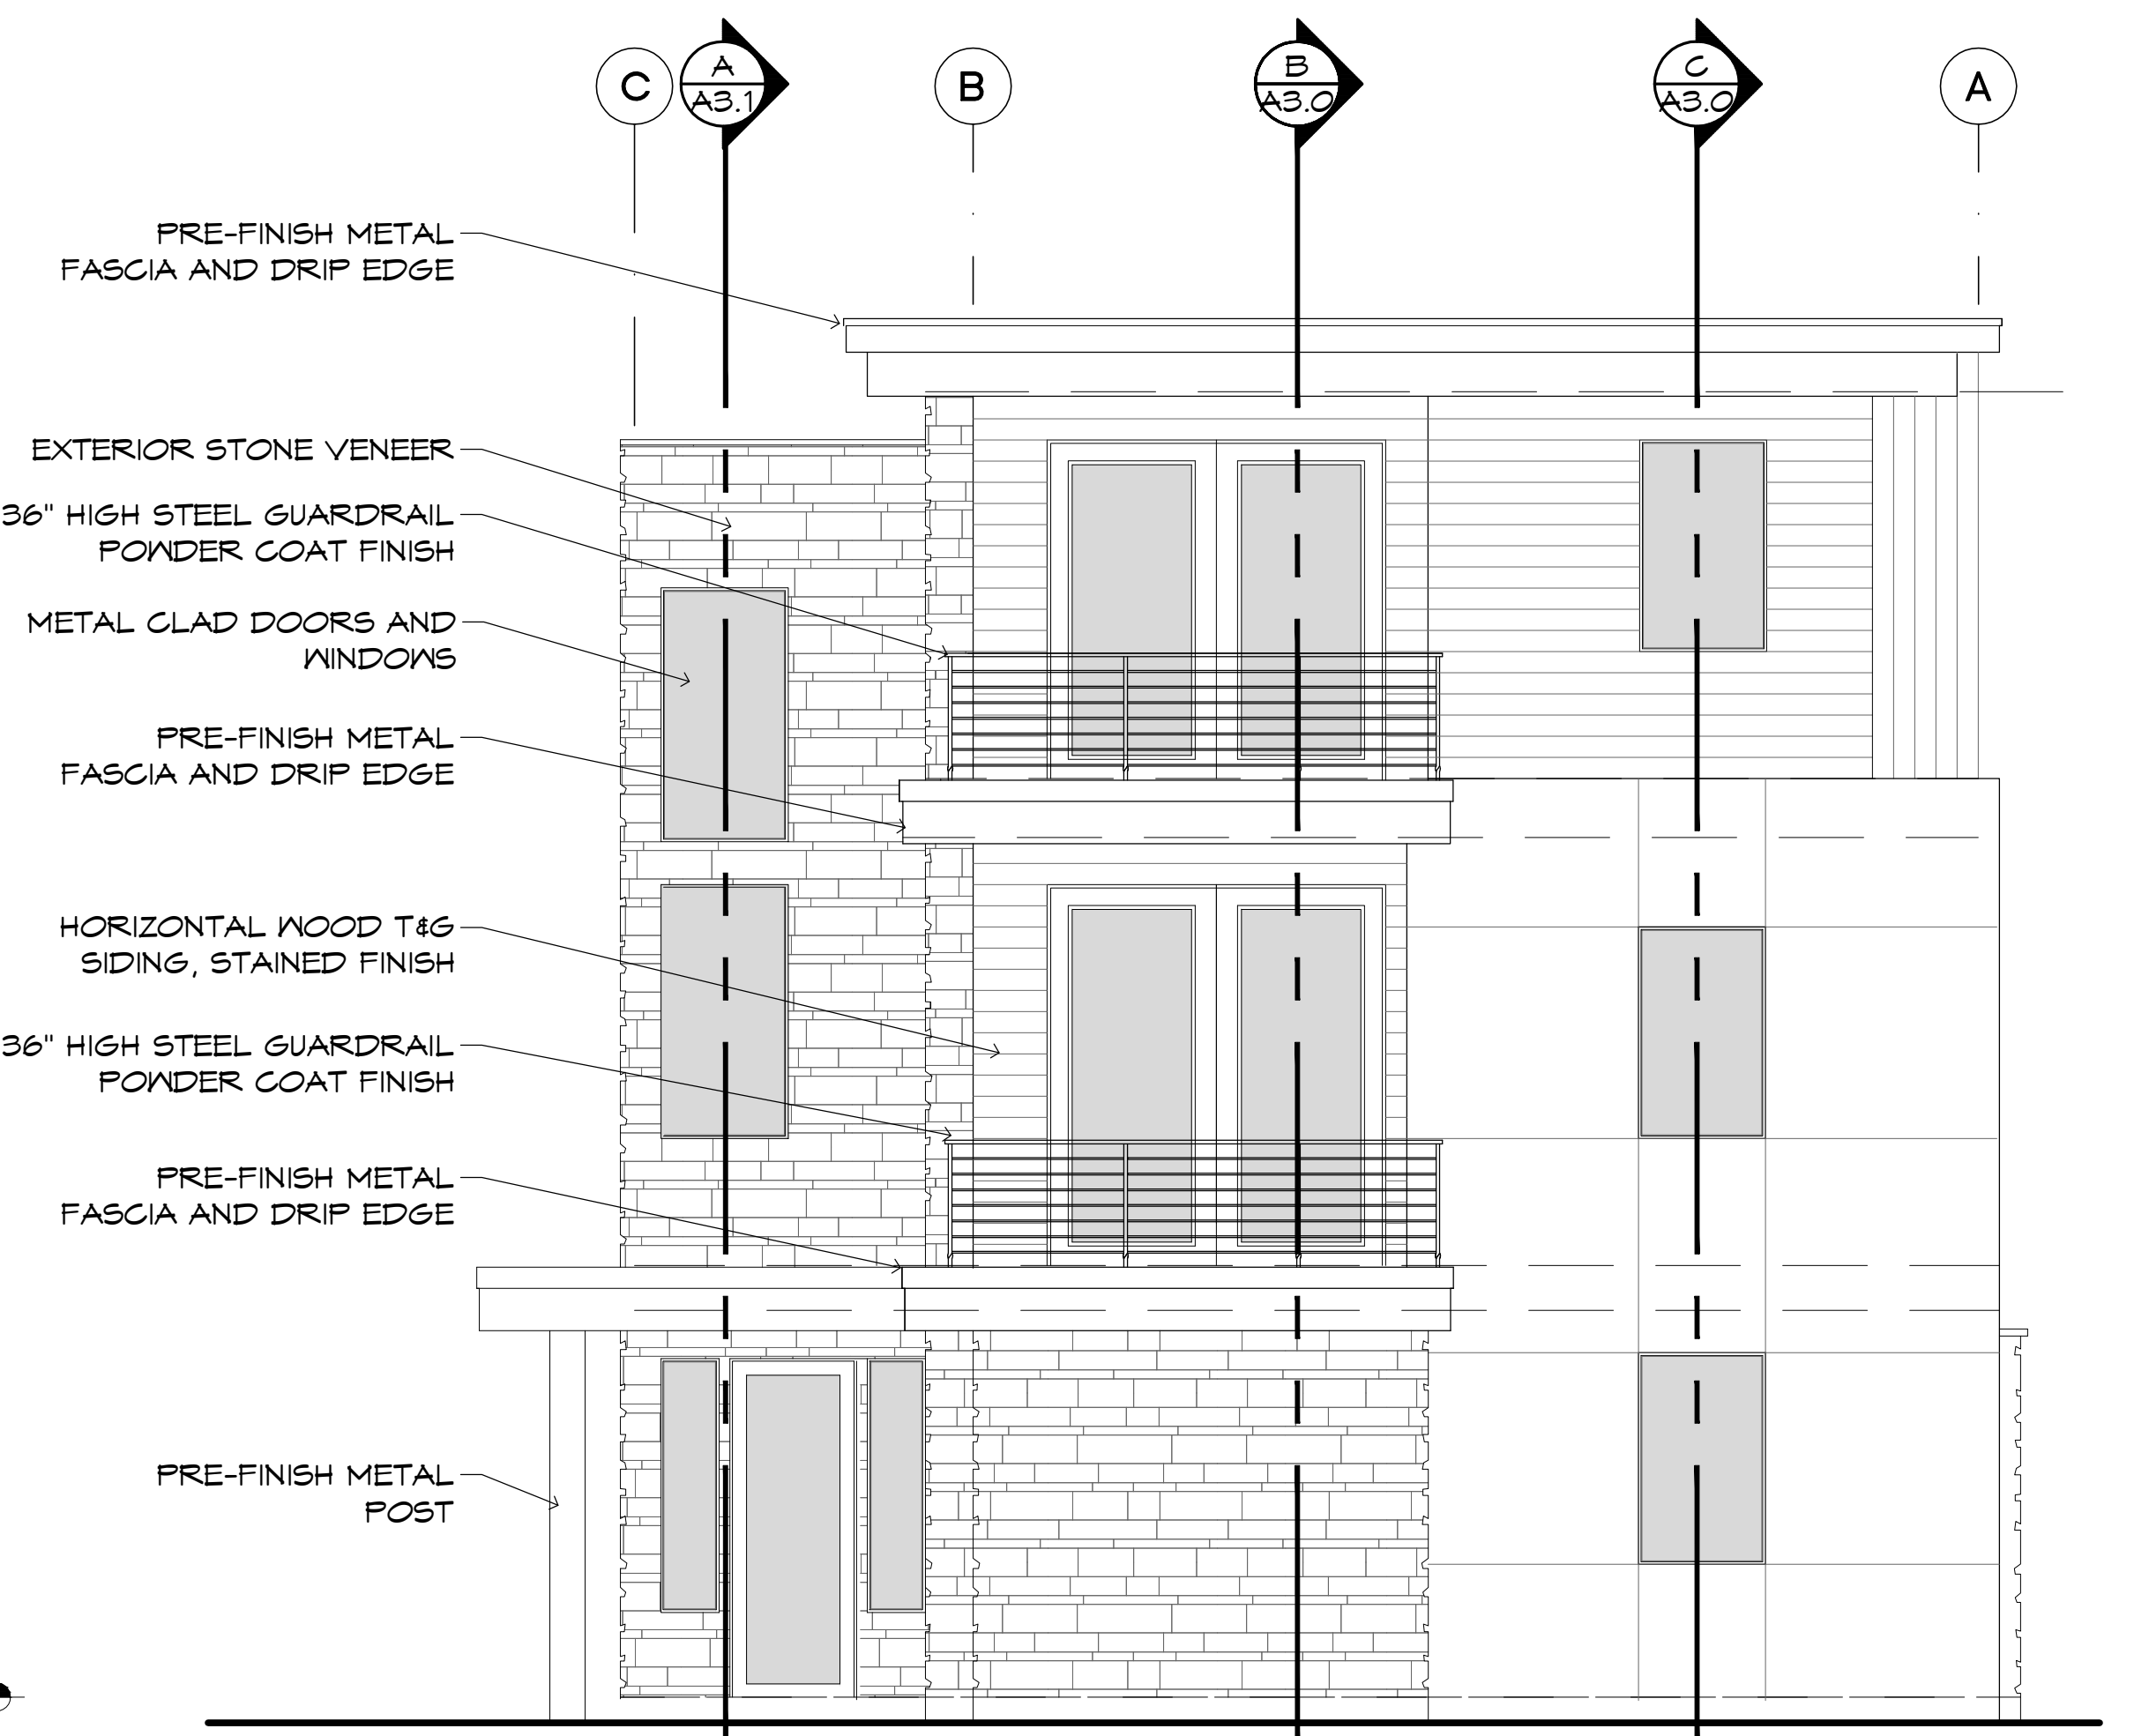 C
A
A3.1
B
B
A3.0
C
A3.0
A
PRE-FINISH METAL
FASCIA AND DRIP EDGE
EXTERIOR STONE VENEER
36" HIGH STEEL GUARDRAIL
POWDER COAT FINISH
METAL CLAD DOORS AND
WINDOWS
PRE-FINISH METAL
FASCIA AND DRIP EDGE
HORIZONTAL WOOD T&G
SIDING, STAINED FINISH
36" HIGH STEEL GUARDRAIL
POWDER COAT FINISH
PRE-FINISH METAL
FASCIA AND DRIP EDGE
PRE-FINISH METAL
POST